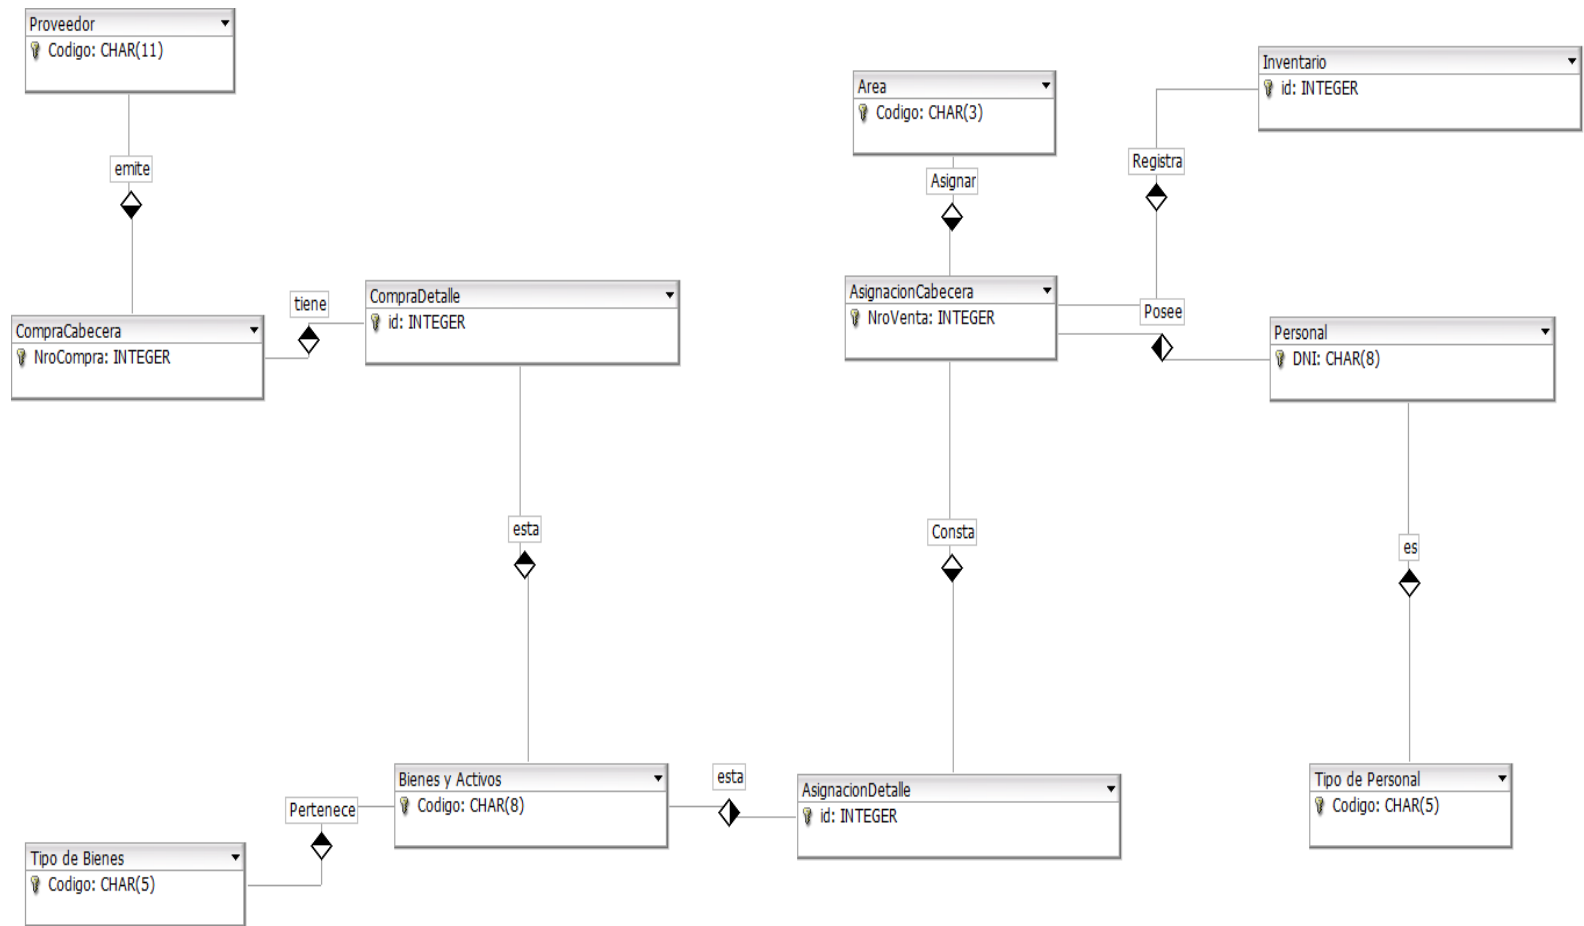 Proveedor
Codigo: CHAR(11)
emite
CompraCabecera
NroCompra: INTEGER
tiene
CompraDetalle
id: INTEGER
esta
Bienes y Activos
Codigo: CHAR(8)
Pertenece
Tipo de Bienes
Codigo: CHAR(5)
esta
AsignacionDetalle
id: INTEGER
Consta
Area
Codigo: CHAR(3)
Asignar
AsignacionCabecera
NroVenta: INTEGER
Registra
Inventario
id: INTEGER
Posee
Personal
DNI: CHAR(8)
es
Tipo de Personal
Codigo: CHAR(5)